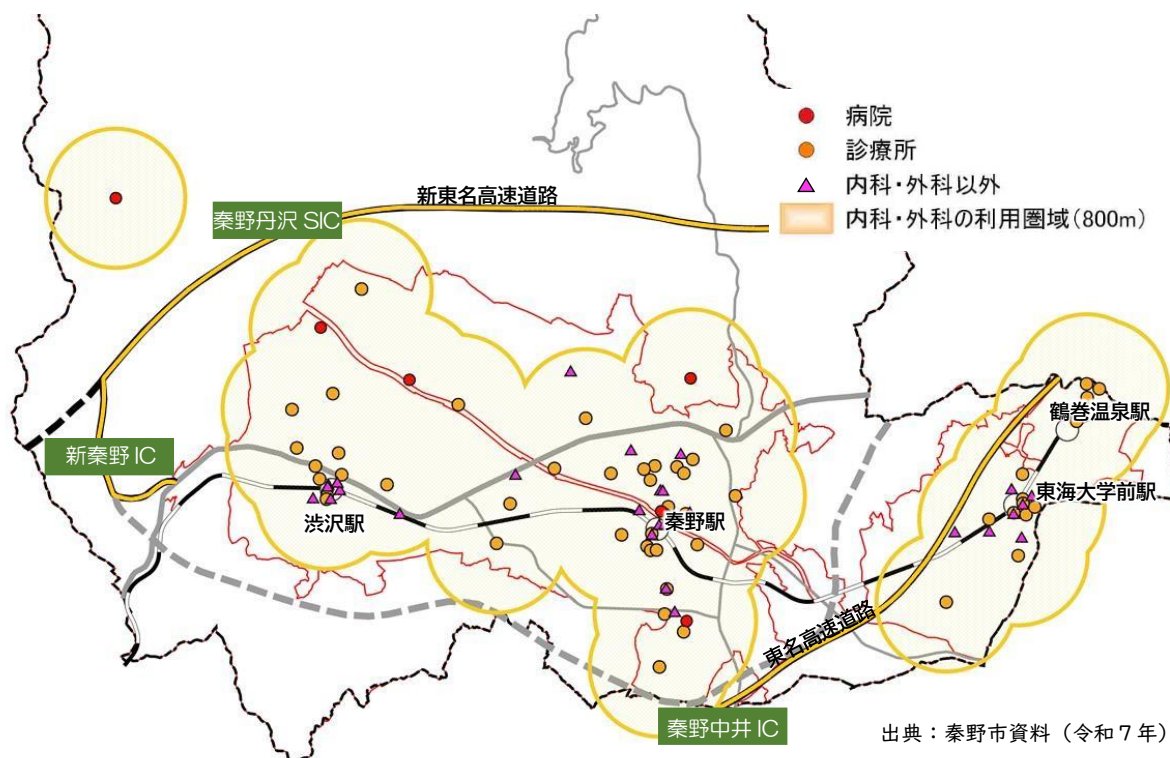 病院
診療所
内科・外科以外
内科・外科の利用圏域(800m)
新東名高速道路
秦野丹沢 SIC
新秦野 IC
渋沢駅
秦野駅
鶴巻温泉駅
東海大学前駅
東名高速道路
秦野中井 IC
出典:秦野市資料(令和7年)